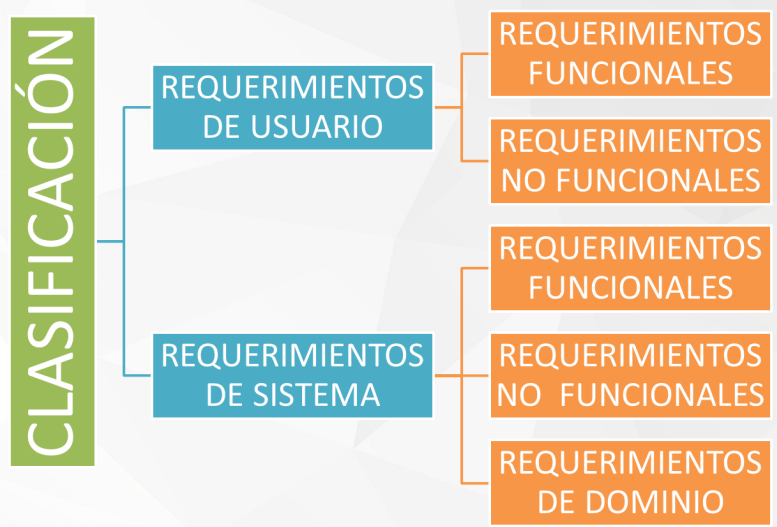 CLASIFICACIÓN
REQUERIMIENTOS
DE USUARIO
REQUERIMIENTOS
FUNCIONALES
REQUERIMIENTOS
NO FUNCIONALES
REQUERIMIENTOS
DE SISTEMA
REQUERIMIENTOS
FUNCIONALES
REQUERIMIENTOS
NO FUNCIONALES
REQUERIMIENTOS
DE DOMINIO